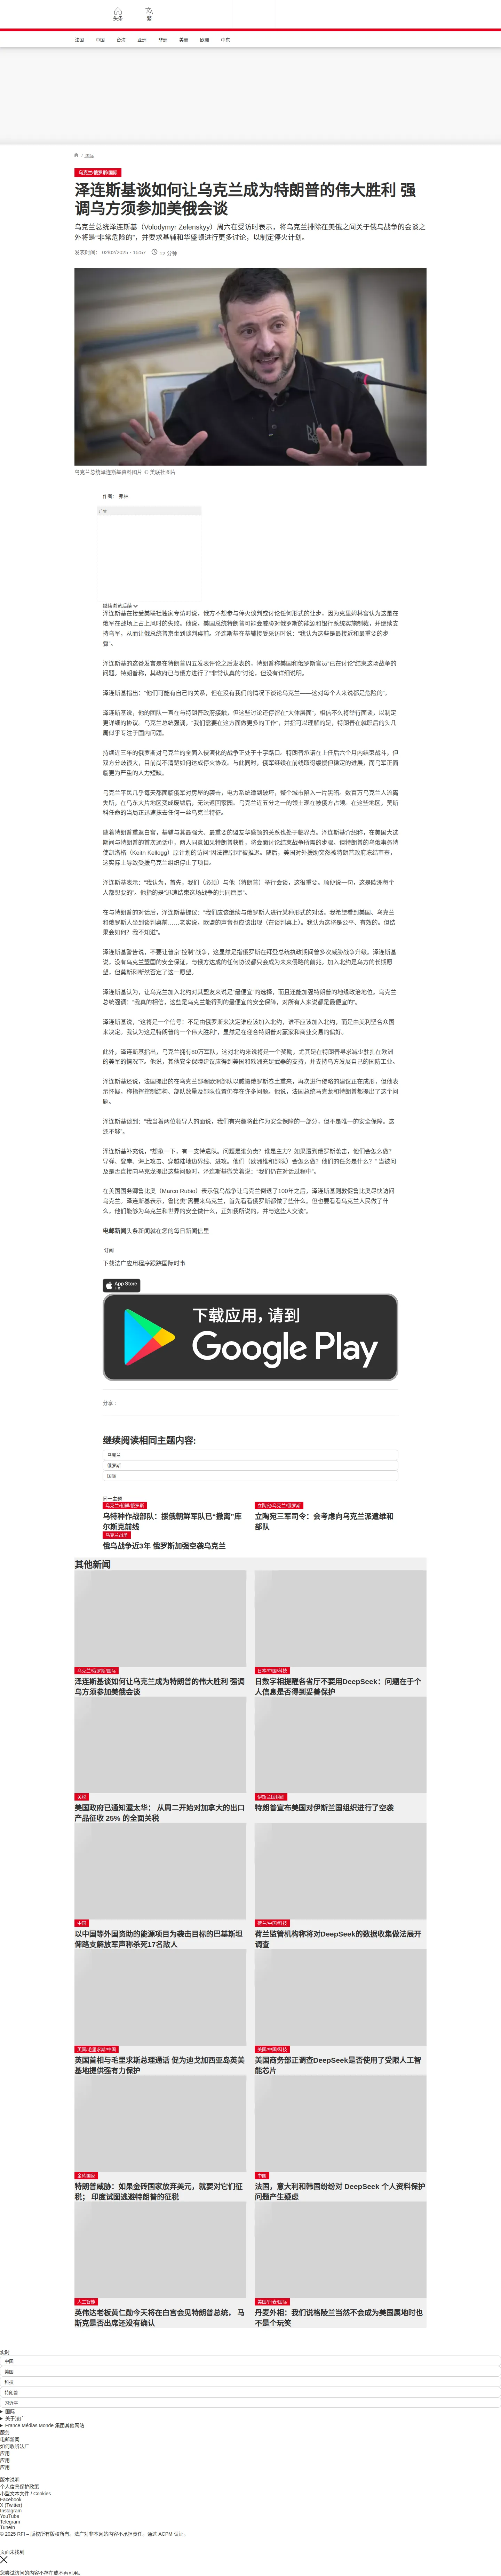 头条
繁
法国
中国
台海
亚洲
非洲
美洲
欧洲
中东
国际
乌克兰/俄罗斯/国际
泽连斯基谈如何让乌克兰成为特朗普的伟大胜利 强
调乌方须参加美俄会谈
乌克兰总统泽连斯基（Volodymyr Zelenskyy）周六在受访时表示，将乌克兰排除在美俄之间关于俄乌战争的会谈之
外将是“非常危险的”，并要求基辅和华盛顿进行更多讨论，以制定停火计划。
发表时间： 02/02/2025 - 15:57
12 分钟
乌克兰总统泽连斯基资料图片 © 美联社图片
作者： 弗林
广告
继续浏览后续
泽连斯基在接受美联社独家专访时说，俄方不想参与停火谈判或讨论任何形式的让步，因为克里姆林宫认为这是在
俄军在战场上占上风时的失败。他说，美国总统特朗普可能会威胁对俄罗斯的能源和银行系统实施制裁，并继续支
持乌军，从而让俄总统普京坐到谈判桌前。泽连斯基在基辅接受采访时说：“我认为这些是最接近和最重要的步
骤”。
泽连斯基的这番发言是在特朗普周五发表评论之后发表的，特朗普称美国和俄罗斯官员“已在讨论”结束这场战争的
问题。特朗普称，其政府已与俄方进行了“非常认真的”讨论，但没有详细说明。
泽连斯基指出：“他们可能有自己的关系，但在没有我们的情况下谈论乌克兰——这对每个人来说都是危险的”。
泽连斯基说，他的团队一直在与特朗普政府接触，但这些讨论还停留在“大体层面”，相信不久将举行面谈，以制定
更详细的协议。乌克兰总统强调，“我们需要在这方面做更多的工作”，并指可以理解的是，特朗普在就职后的头几
周似乎专注于国内问题。
持续近三年的俄罗斯对乌克兰的全面入侵演化的战争正处于十字路口。特朗普承诺在上任后六个月内结束战斗，但
双方分歧很大，目前尚不清楚如何达成停火协议。与此同时，俄军继续在前线取得缓慢但稳定的进展，而乌军正面
临更为严重的人力短缺。
乌克兰平民几乎每天都面临俄军对房屋的袭击，电力系统遭到破坏，整个城市陷入一片黑暗。数百万乌克兰人流离
失所，在乌东大片地区变成废墟后，无法返回家园。乌克兰近五分之一的领土现在被俄方占领。在这些地区，莫斯
科任命的当局正迅速抹去任何一丝乌克兰特征。
随着特朗普重返白宫，基辅与其最强大、最重要的盟友华盛顿的关系也处于临界点。泽连斯基介绍称，在美国大选
期间与特朗普的首次通话中，两人同意如果特朗普获胜，将会面讨论结束战争所需的步骤。但特朗普的乌俄事务特
使凯洛格（Keith Kellogg）原计划的访问“因法律原因”被推迟。随后，美国对外援助突然被特朗普政府冻结审查，
这实际上导致受援乌克兰组织停止了项目。
泽连斯基表示：“我认为，首先，我们（必须）与他（特朗普）举行会谈，这很重要。顺便说一句，这是欧洲每个
人都想要的”。他指的是“迅速结束这场战争的共同愿景”。
在与特朗普的对话后，泽连斯基建议：“我们应该继续与俄罗斯人进行某种形式的对话。我希望看到美国、乌克兰
和俄罗斯人坐到谈判桌前……老实说，欧盟的声音也应该出现（在谈判桌上）。我认为这将是公平、有效的。但结
果会如何？我不知道”。
泽连斯基警告说，不要让普京“控制”战争，这显然是指俄罗斯在拜登总统执政期间曾多次威胁战争升级。泽连斯基
说，没有乌克兰盟国的安全保证，与俄方达成的任何协议都只会成为未来侵略的前兆。加入北约是乌方的长期愿
望，但莫斯科断然否定了这一愿望。
泽连斯基认为，让乌克兰加入北约对其盟友来说是“最便宜”的选择，而且还能加强特朗普的地缘政治地位。乌克兰
总统强调：“我真的相信，这些是乌克兰能得到的最便宜的安全保障，对所有人来说都是最便宜的”。
泽连斯基说，“这将是一个信号：不是由俄罗斯来决定谁应该加入北约，谁不应该加入北约，而是由美利坚合众国
来决定。我认为这是特朗普的一个伟大胜利”，显然是在迎合特朗普对赢家和商业交易的偏好。
此外，泽连斯基指出，乌克兰拥有80万军队，这对北约来说将是一个奖励，尤其是在特朗普寻求减少驻扎在欧洲
的美军的情况下。他说，其他安全保障建议应得到美国和欧洲充足武器的支持，并支持乌方发展自己的国防工业。
泽连斯基还说，法国提出的在乌克兰部署欧洲部队以威慑俄罗斯卷土重来，再次进行侵略的建议正在成形，但他表
示怀疑，称指挥控制结构、部队数量及部队位置仍存在许多问题。他说，法国总统马克龙和特朗普都提出了这个问
题。
泽连斯基谈到：“我当着两位领导人的面说，我们有兴趣将此作为安全保障的一部分，但不是唯一的安全保障。这
还不够”。
泽连斯基补充说，“想象一下，有一支特遣队。问题是谁负责？谁是主力？如果遭到俄罗斯袭击，他们会怎么做？
导弹、登岸、海上攻击、穿越陆地边界线、进攻。他们（欧洲维和部队）会怎么做？他们的任务是什么？” 当被问
及是否直接向马克龙提出这些问题时，泽连斯基微笑着说：“我们仍在对话过程中”。
在美国国务卿鲁比奥（Marco Rubio）表示俄乌战争让乌克兰倒退了100年之后，泽连斯基则敦促鲁比奥尽快访问
乌克兰。泽连斯基表示，鲁比奥“需要来乌克兰，首先看看俄罗斯都做了些什么。但也要看看乌克兰人民做了什
么，他们能够为乌克兰和世界的安全做什么，正如我所说的，并与这些人交谈”。
电邮新闻头条新闻就在您的每日新闻信里
订阅
下载法广应用程序跟踪国际时事
App Store
下载
下载应用，请到
Google Play
分享 :
继续阅读相同主题内容:
乌克兰
俄罗斯
国际
同一主题
乌克兰/朝鲜/俄罗斯
乌特种作战部队：援俄朝鲜军队已“撤离”库
尔斯克前线
立陶宛/乌克兰/俄罗斯
立陶宛三军司令：会考虑向乌克兰派遣维和
部队
乌克兰战争
俄乌战争近3年 俄罗斯加强空袭乌克兰
其他新闻
乌克兰/俄罗斯/国际
泽连斯基谈如何让乌克兰成为特朗普的伟大胜利 强调
乌方须参加美俄会谈
日本/中国/科技
日数字相提醒各省厅不要用DeepSeek：问题在于个
人信息是否得到妥善保护
关税
美国政府已通知渥太华： 从周二开始对加拿大的出口
产品征收 25% 的全面关税
伊斯兰国组织
特朗普宣布美国对伊斯兰国组织进行了空袭
中国
以中国等外国资助的能源项目为袭击目标的巴基斯坦
俾路支解放军声称杀死17名敌人
荷兰/中国/科技
荷兰监管机构称将对DeepSeek的数据收集做法展开
调查
英国/毛里求斯/中国
英国首相与毛里求斯总理通话 促为迪戈加西亚岛英美
基地提供强有力保护
美国/中国/科技
美国商务部正调查DeepSeek是否使用了受限人工智
能芯片
金砖国家
特朗普威胁：如果金砖国家放弃美元，就要对它们征
税； 印度试图逃避特朗普的征税
中国
法国，意大利和韩国纷纷对 DeepSeek 个人资料保护
问题产生疑虑
人工智能
英伟达老板黄仁勋今天将在白宫会见特朗普总统， 马
斯克是否出席还没有确认
美国/丹麦/国际
丹麦外相：我们说格陵兰当然不会成为美国属地时也
不是个玩笑
实时
中国
美国
科技
特朗普
习近平
国际
关于法广
France Médias Monde 集团其他网站
服务
电邮新闻
如何收听法广
应用
应用
应用
版本说明
个人信息保护政策
小型文本文件 / Cookies
Facebook
X (Twitter)
Instagram
YouTube
Telegram
TuneIn
© 2025 RFI – 版权所有版权所有。法广对非本网站内容不承担责任。通过 ACPM 认证。
页面未找到
您尝试访问的内容不存在或不再可用。